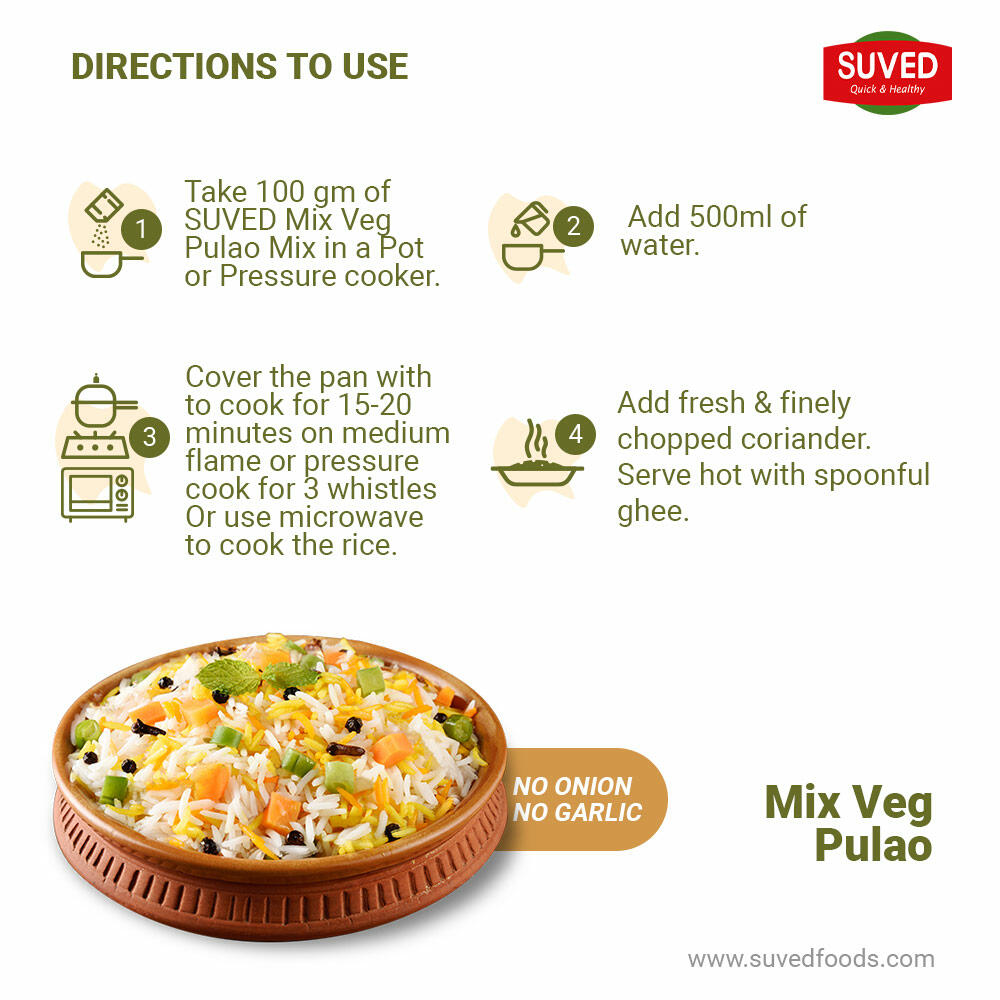 DIRECTIONS TO USE
SUVED
Quick & Healthy
1
Take 100 gm of
SUVED Mix Veg
Pulao Mix in a Pot
or Pressure cooker.
2
Add 500ml of
water.
3
Cover the pan with
to cook for 15-20
minutes on medium
flame or pressure
cook for 3 whistles
Or use microwave
to cook the rice.
4
Add fresh & finely
chopped coriander.
Serve hot with spoonful
ghee.
NO ONION
NO GARLIC
Mix Veg
Pulao
www.suvedfoods.com